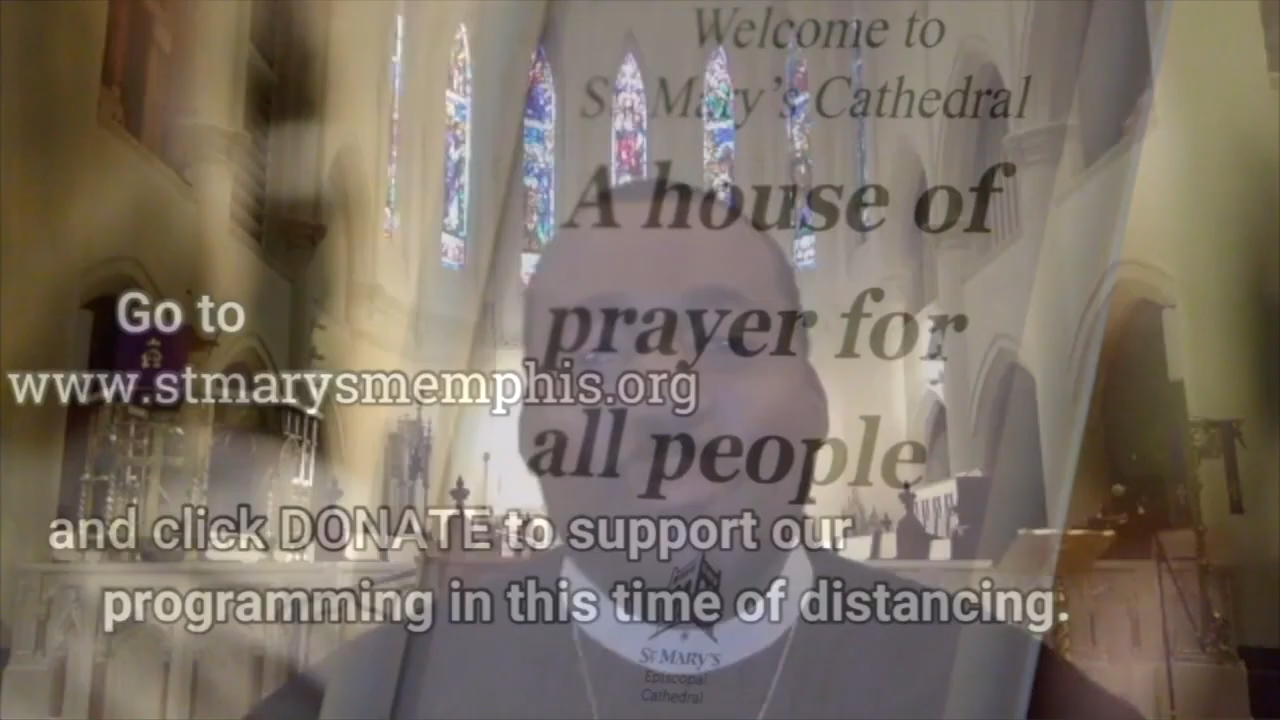 Welcome to
St. Mary's Cathedral
A house of
prayer for
all people
Go to
www.stmarysmemphis.org
and click DONATE to support our
programming in this time of distancing.
ST MARY'S
Episcopal
Cathedral